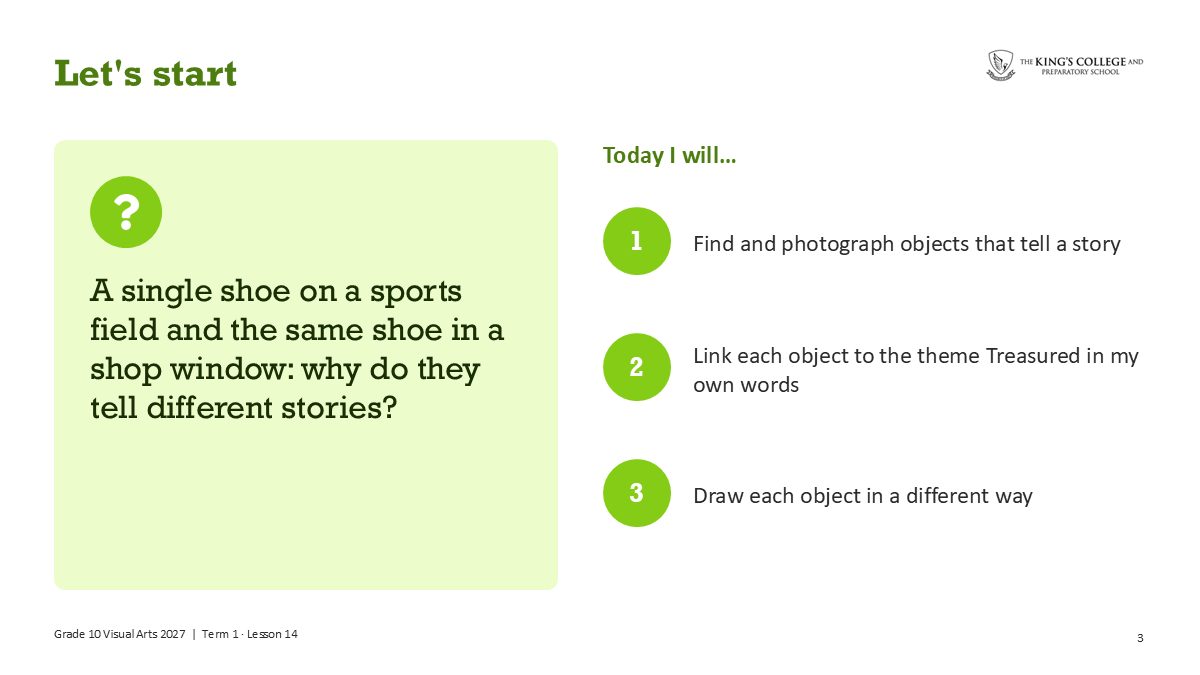 Let's start
THE KING'S COLLEGE AND
PREPARATORY SCHOOL
?
A single shoe on a sports
field and the same shoe in a
shop window: why do they
tell different stories?
Today I will...
1
Find and photograph objects that tell a story
2
Link each object to the theme Treasured in my
own words
3
Draw each object in a different way
Grade 10 Visual Arts 2027 | Term 1 · Lesson 14
3